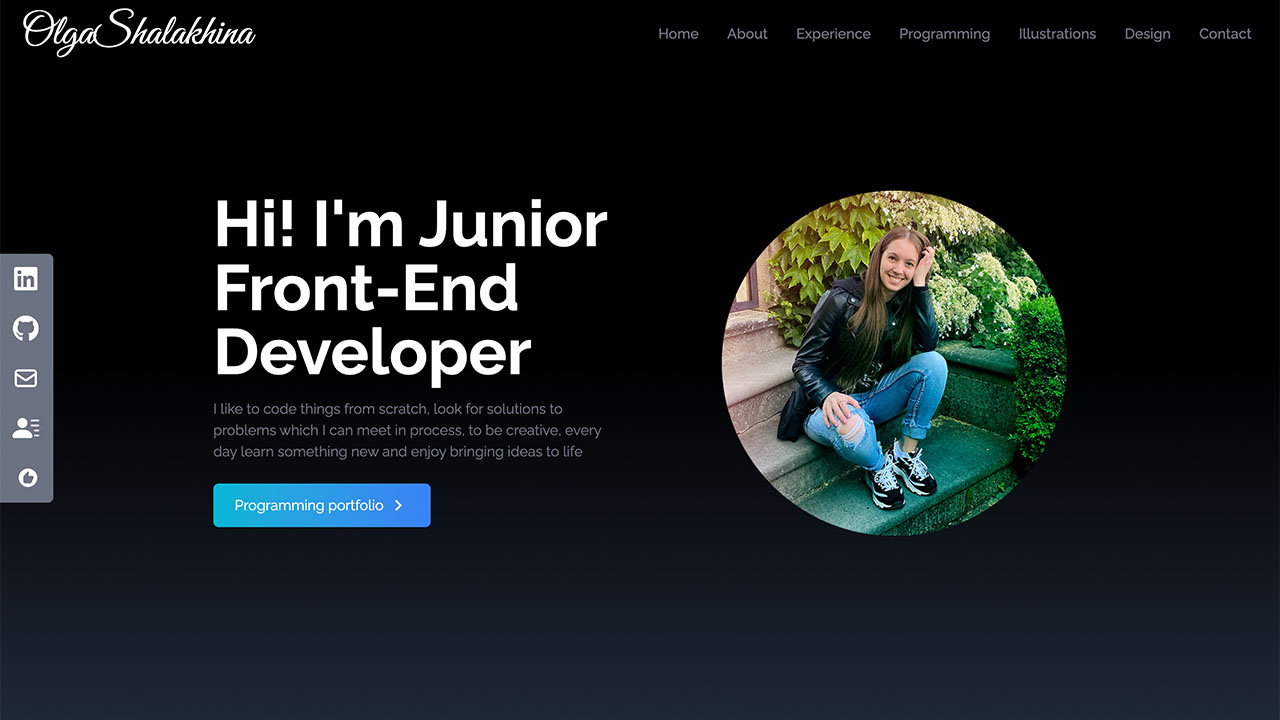 OlgaShalakhina
Home About Experience Programming Illustrations Design Contact
Hi! I'm Junior
Front-End
Developer
I like to code things from scratch, look for solutions to
problems which I can meet in process, to be creative, every
day learn something new and enjoy bringing ideas to life
Programming portfolio
in